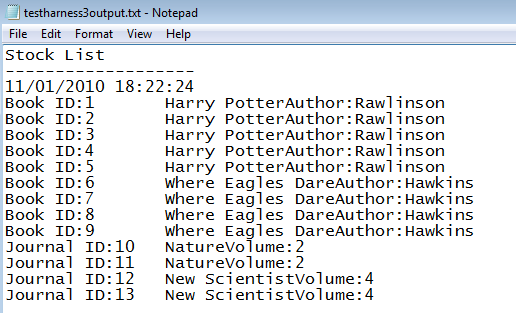 testharness3output.txt - Notepad
File Edit Format View Help
Stock List
-------------------
11/01/2010 18:22:24
Book ID:1 Harry PotterAuthor:Rawlinson
Book ID:2 Harry PotterAuthor:Rawlinson
Book ID:3 Harry PotterAuthor:Rawlinson
Book ID:4 Harry PotterAuthor:Rawlinson
Book ID:5 Harry PotterAuthor:Rawlinson
Book ID:6 Where Eagles DareAuthor:Hawkins
Book ID:7 Where Eagles DareAuthor:Hawkins
Book ID:8 Where Eagles DareAuthor:Hawkins
Book ID:9 Where Eagles DareAuthor:Hawkins
Journal ID:10 NatureVolume:2
Journal ID:11 NatureVolume:2
Journal ID:12 New ScientistVolume:4
Journal ID:13 New ScientistVolume:4